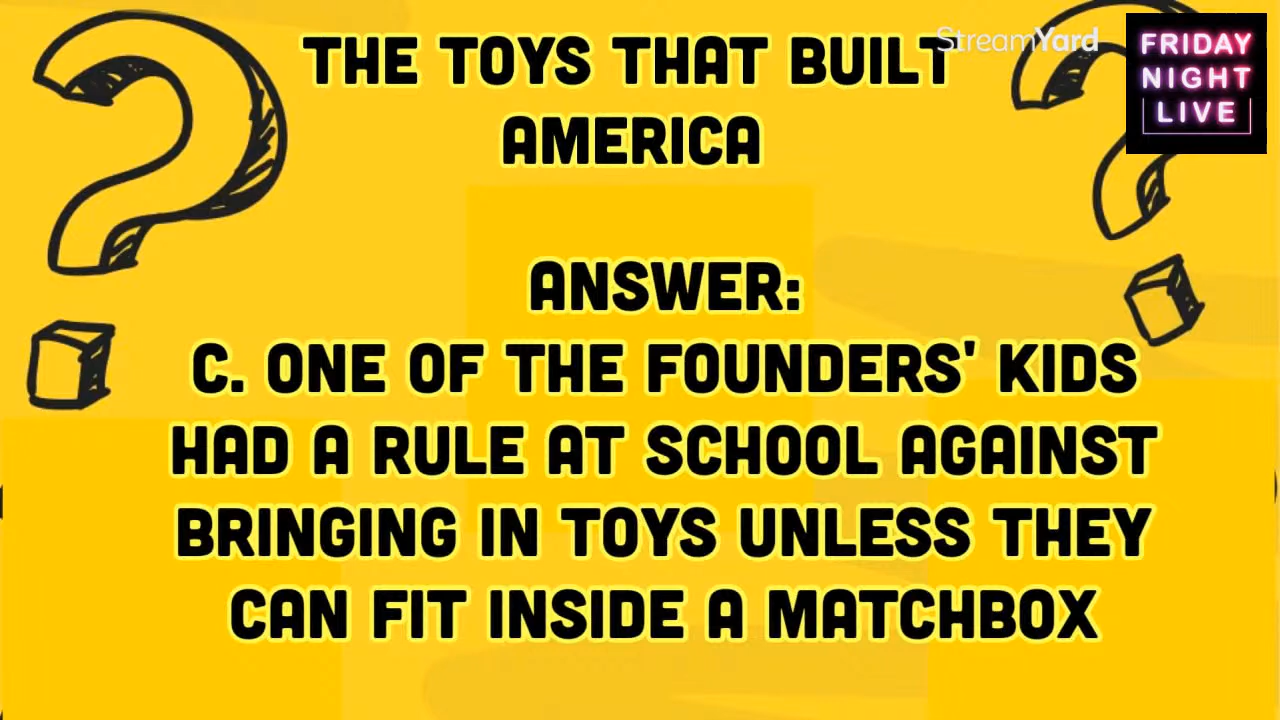 THE TOYS THAT BUILT
AMERICA
StreamYard
FRIDAY
NIGHT
LIVE
ANSWER:
C. ONE OF THE FOUNDERS' KIDS
HAD A RULE AT SCHOOL AGAINST
BRINGING IN TOYS UNLESS THEY
CAN FIT INSIDE A MATCHBOX